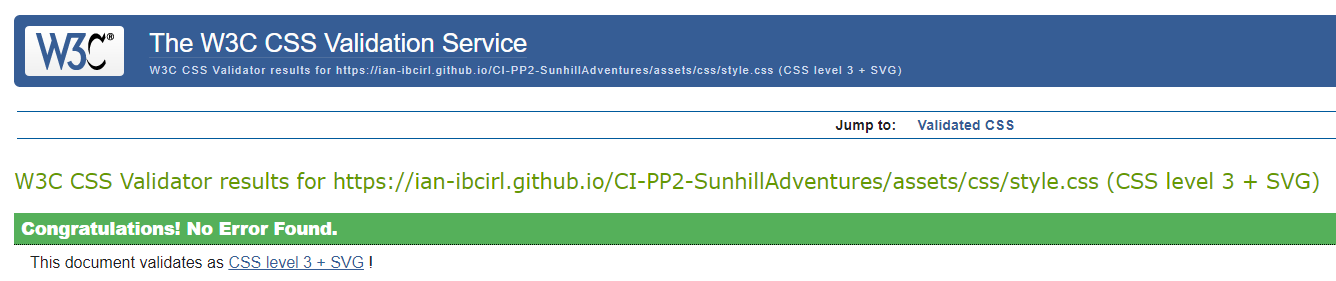 W3C®
The W3C CSS Validation Service
W3C CSS Validator results for https://ian-ibcirl.github.io/CI-PP2-SunhillAdventures/assets/css/style.css (CSS level 3 + SVG)
Jump to: Validated CSS
W3C CSS Validator results for https://ian-ibcirl.github.io/CI-PP2-SunhillAdventures/assets/css/style.css (CSS level 3 + SVG)
Congratulations! No Error Found.
This document validates as CSS level 3 + SVG !